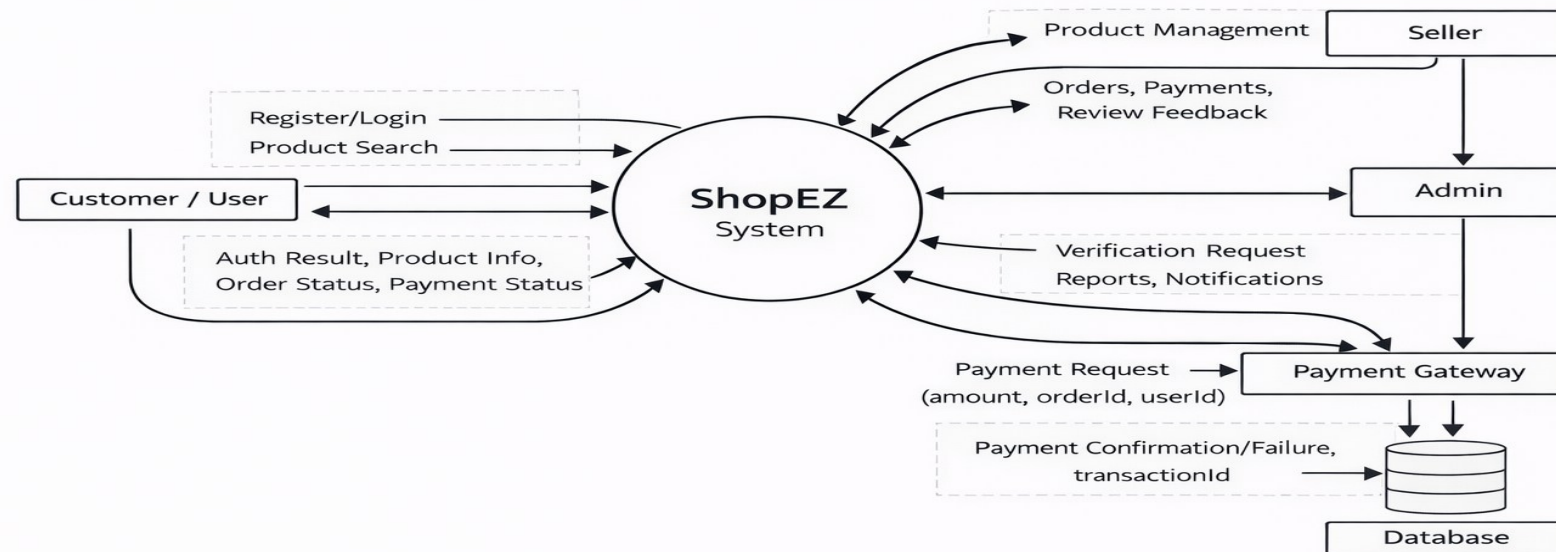 Product Management
Seller
Orders, Payments,
Review Feedback
Register/Login
Product Search
Customer / User
ShopEZ
System
Admin
Auth Result, Product Info,
Order Status, Payment Status
Verification Request
Reports, Notifications
Payment Request
(amount, orderId, userId)
Payment Gateway
Payment Confirmation/Failure,
transactionId
Database